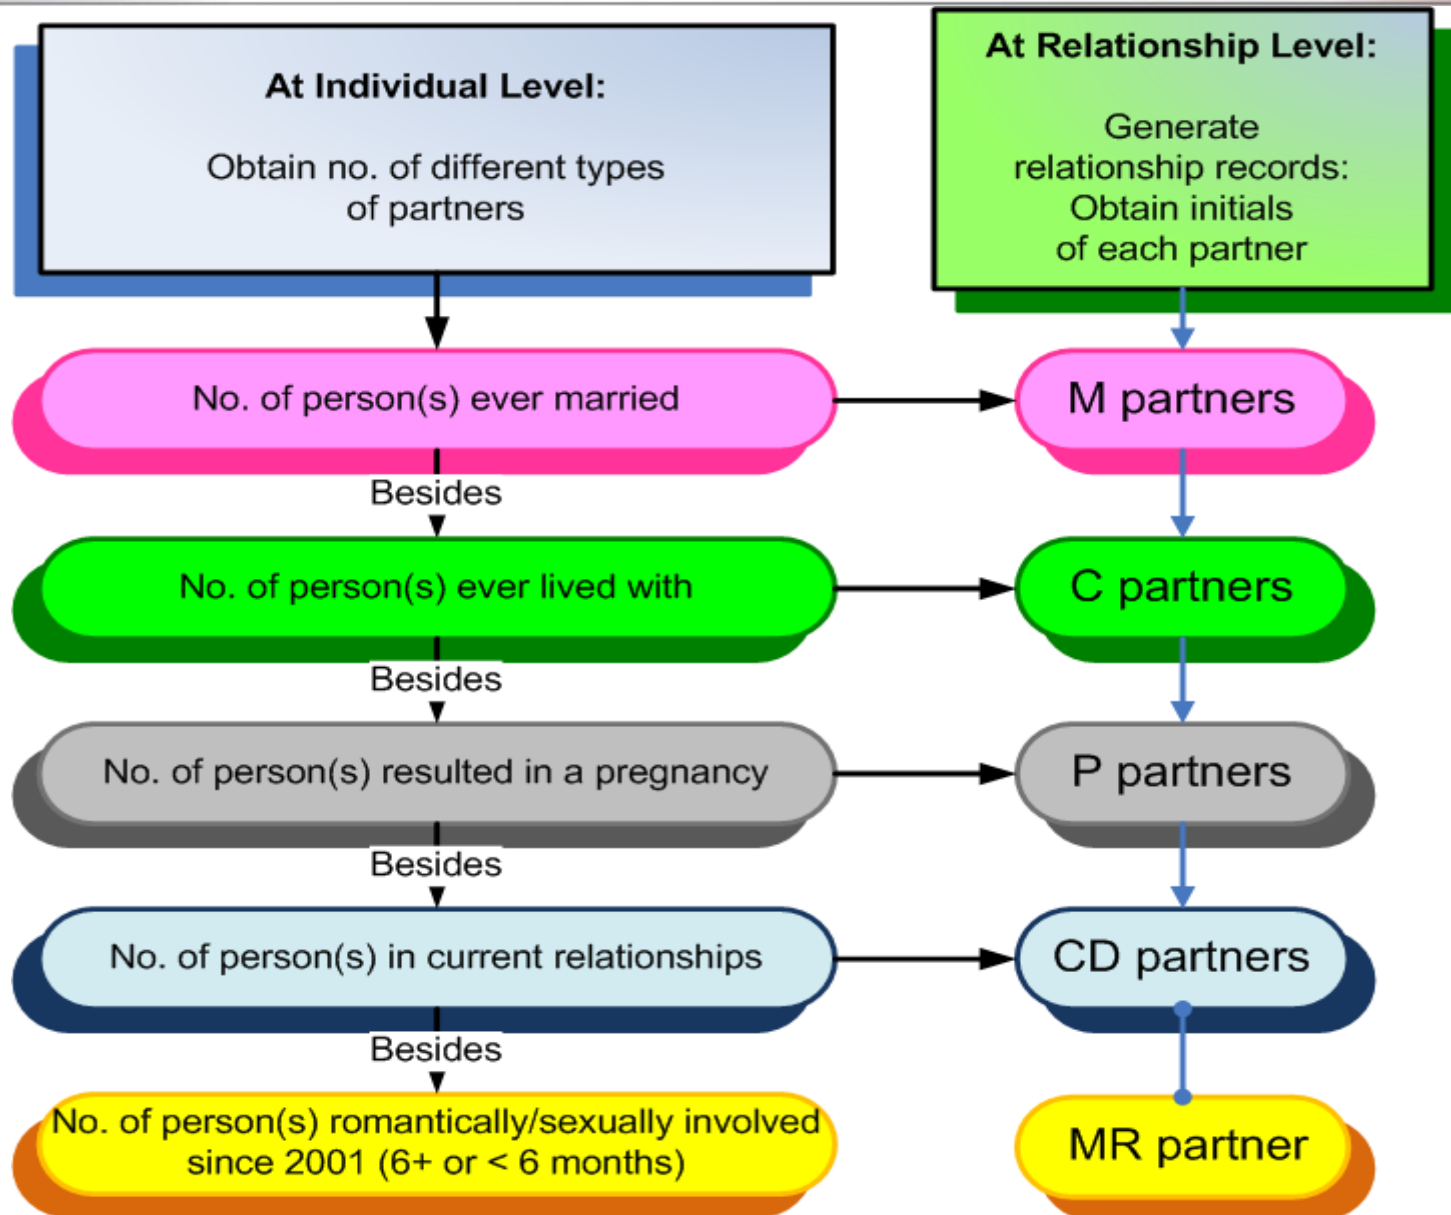 At Individual Level:
Obtain no. of different types
of partners
At Relationship Level:
Generate
relationship records:
Obtain initials
of each partner
No. of person(s) ever married
M partners
Besides
No. of person(s) ever lived with
C partners
Besides
No. of person(s) resulted in a pregnancy
P partners
Besides
No. of person(s) in current relationships
CD partners
Besides
No. of person(s) romantically/sexually involved
since 2001 (6+ or < 6 months)
MR partner